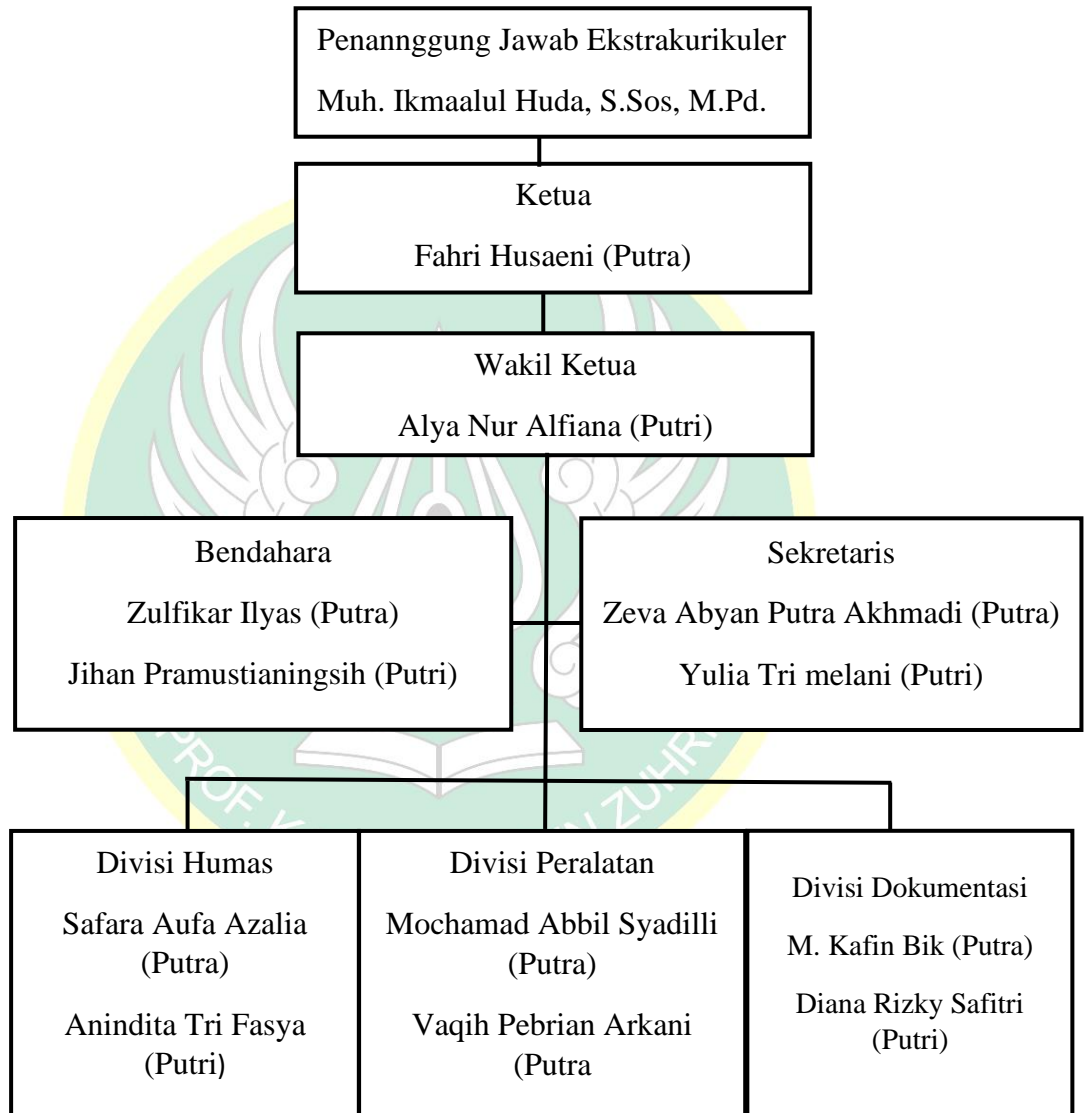 Penannggung Jawab Ekstrakurikuler
Muh. Ikmaalul Huda, S.Sos, M.Pd.
Ketua
Fahri Husaeni (Putra)
Wakil Ketua
Alya Nur Alfiana (Putri)
Bendahara
Zulfikar Ilyas (Putra)
Jihan Pramustianingsih (Putri)
Sekretaris
Zeva Abyan Putra Akhmadi (Putra)
Yulia Tri melani (Putri)
PROF. K
N ZUHRI
Divisi Humas
Safara Aufa Azalia
(Putra)
Anindita Tri Fasya
(Putri)
Divisi Peralatan
Mochamad Abbil Syadilli
(Putra)
Vaqih Pebrian Arkani
(Putra
Divisi Dokumentasi
M. Kafin Bik (Putra)
Diana Rizky Safitri
(Putri)